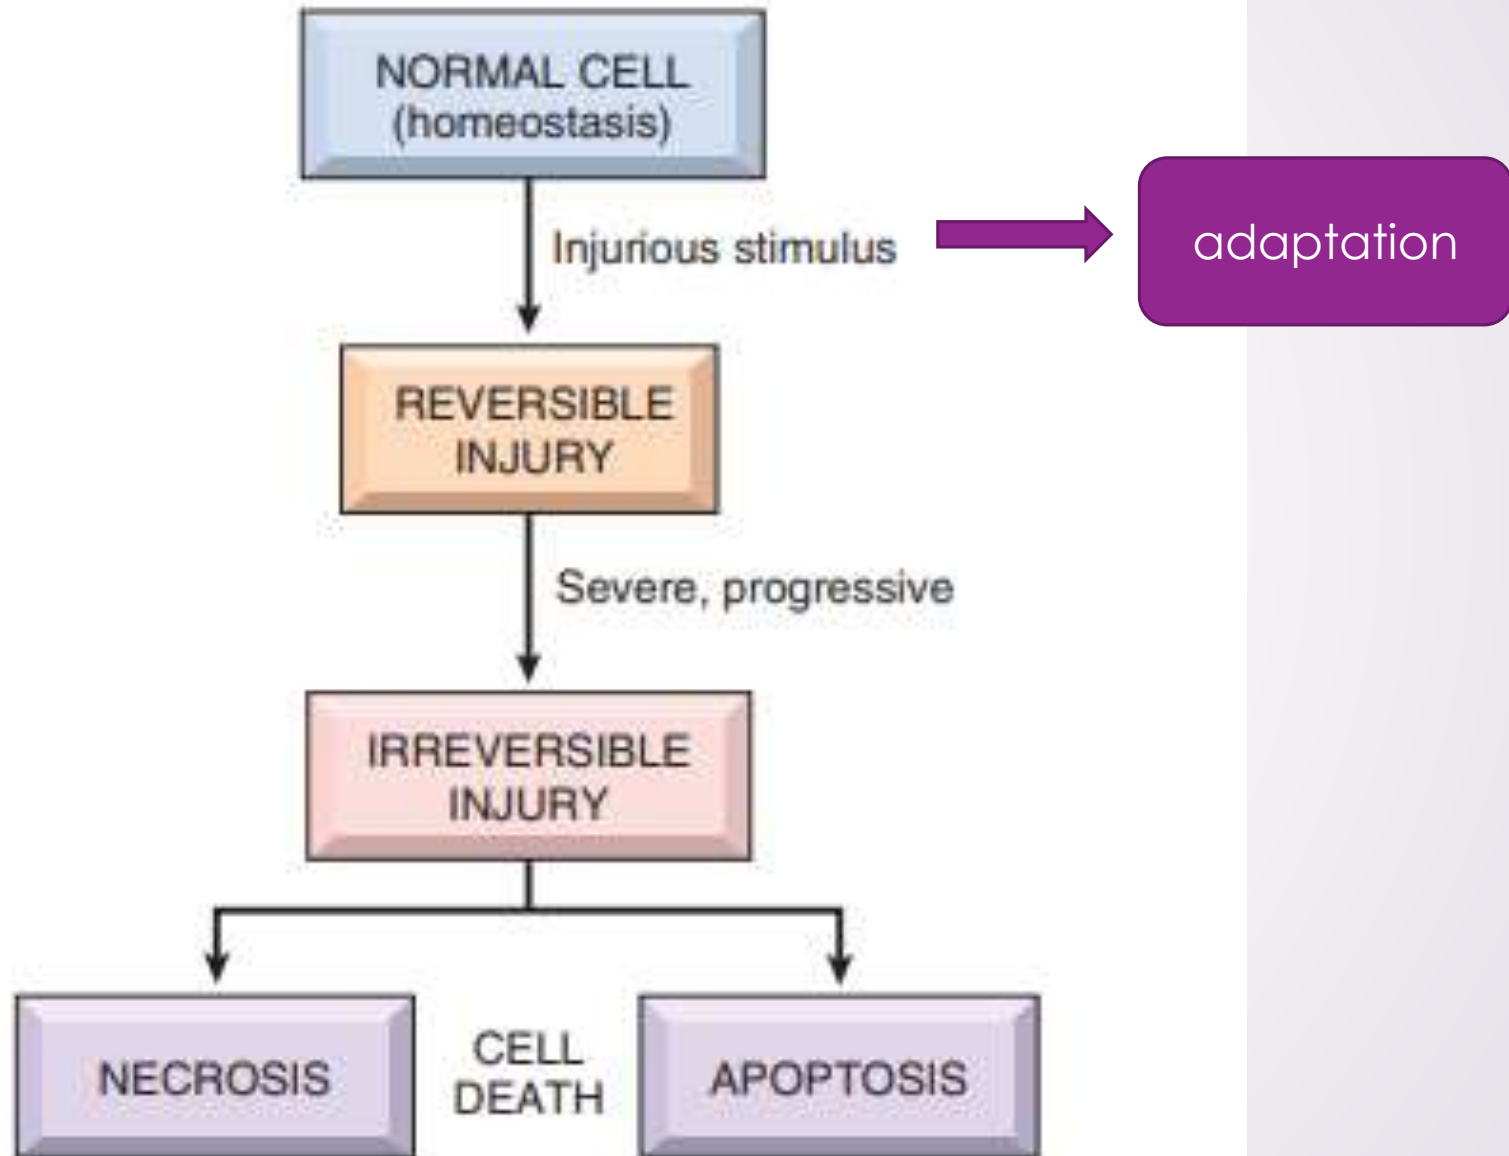 NORMAL CELL
(homeostasis)
Injurious stimulus
adaptation
REVERSIBLE
INJURY
Severe, progressive
IRREVERSIBLE
INJURY
NECROSIS
CELL
DEATH
APOPTOSIS